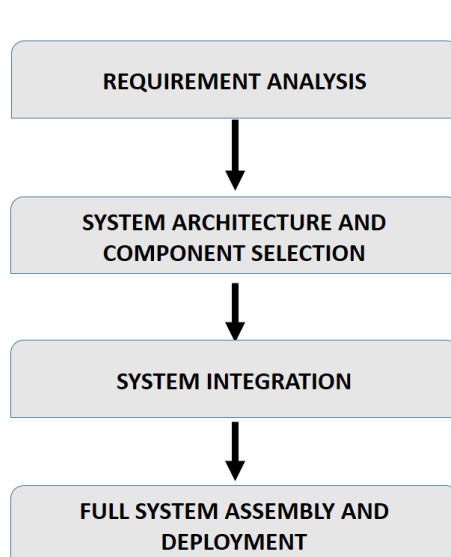 REQUIREMENT ANALYSIS
SYSTEM ARCHITECTURE AND
COMPONENT SELECTION
SYSTEM INTEGRATION
FULL SYSTEM ASSEMBLY AND
DEPLOYMENT